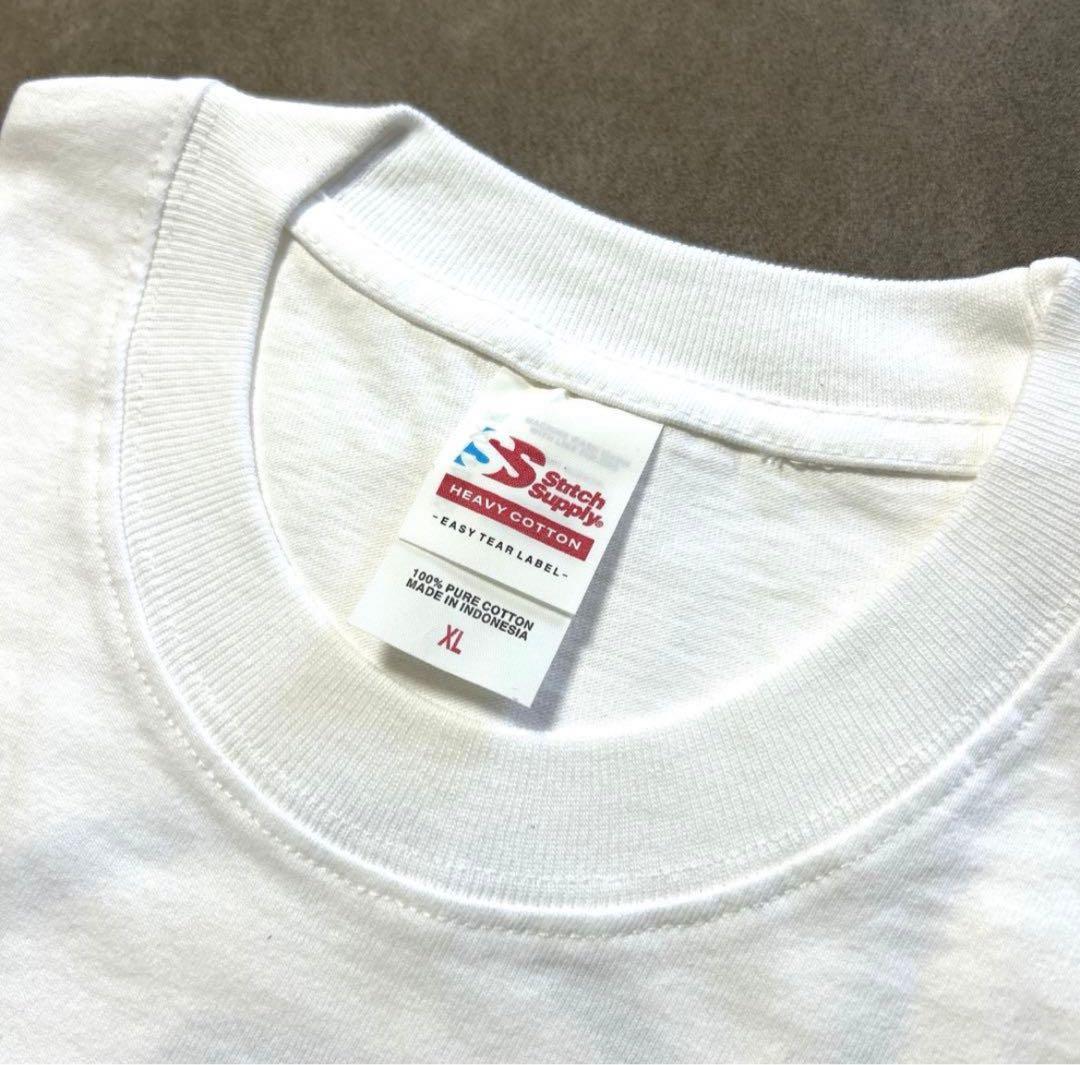 SS Stitch
Supply®
HEAVY COTTON
-EASY TEAR LABEL-
100% PURE COTTON
MADE IN INDONESIA
XL